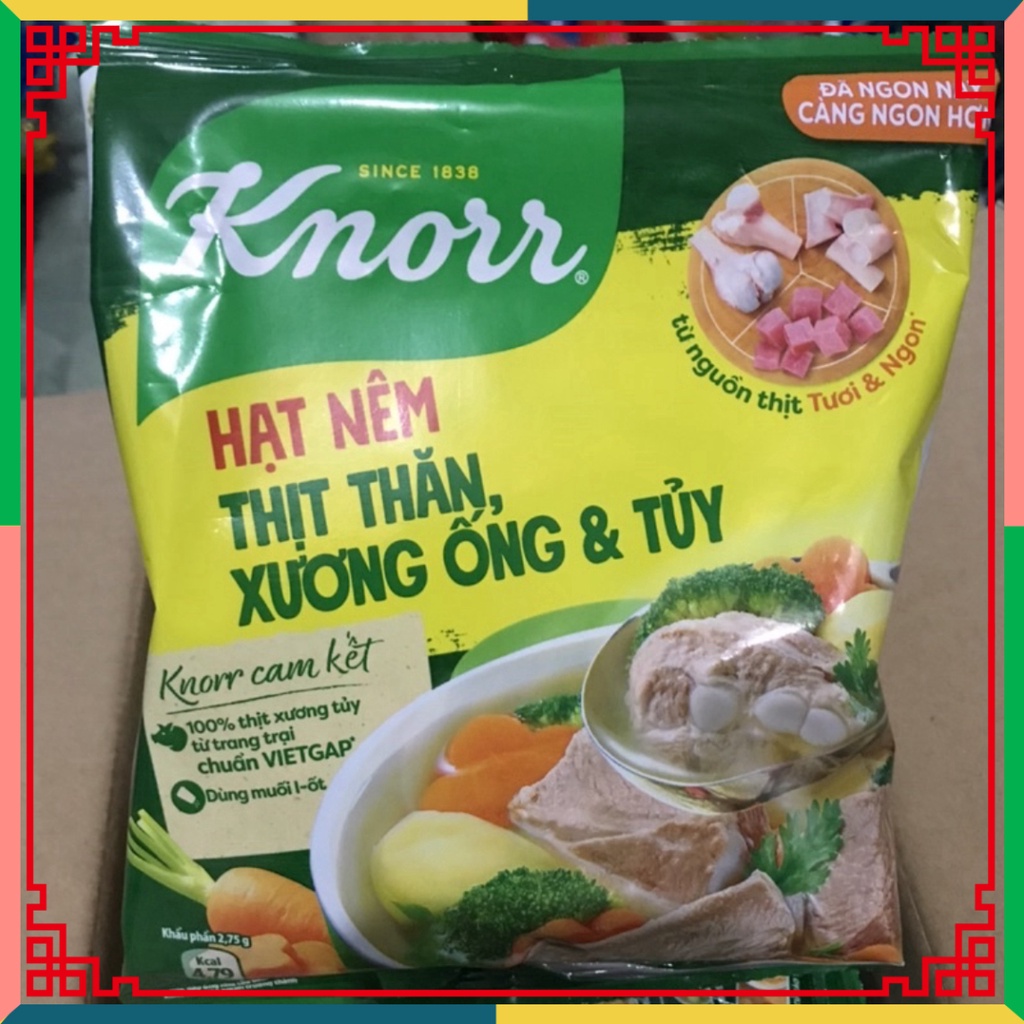 ĐÃ NGON NAY
CÀNG NGON HƠN
SINCE 1838
Knorr®
từ nguồn thịt Tươi & Ngon*
HẠT NÊM
THỊT THĂN,
XƯƠNG ỐNG & TỦY
Knorr cam kết
100% thịt xương tủy
từ trang trại
chuẩn VIETGAP*
Dùng muối I-ốt
Khẩu phần 2,75 g
Kcal
4,79